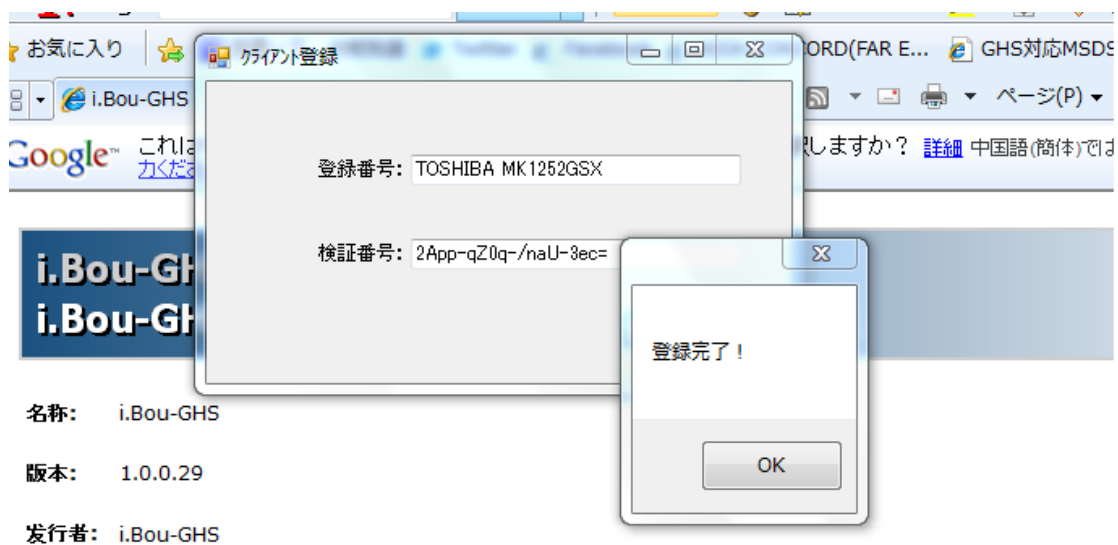 お気に入り
クライアント登録
CORD(FAR E...
GHS対応MSDS
i.Bou-GHS
ページ(P)
Google™
これは
しますか？ 詳細 中国語(簡体)では
登録番号: TOSHIBA MK1252GSX
検証番号: 2App-qZ0q-/naU-3ec=
i.Bou-GH
i.Bou-GH
登録完了！
OK
名称: i.Bou-GHS
版本: 1.0.0.29
发行者: i.Bou-GHS